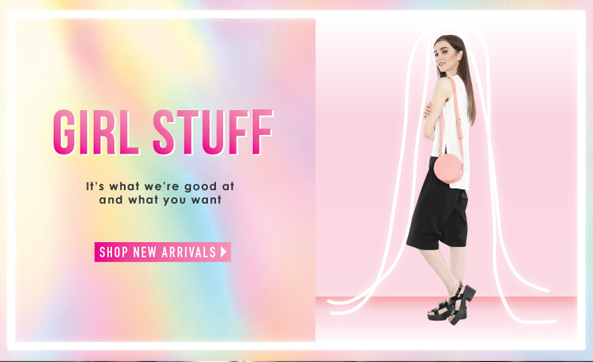 GIRL STUFF
It's what we're good at
and what you want
SHOP NEW ARRIVALS